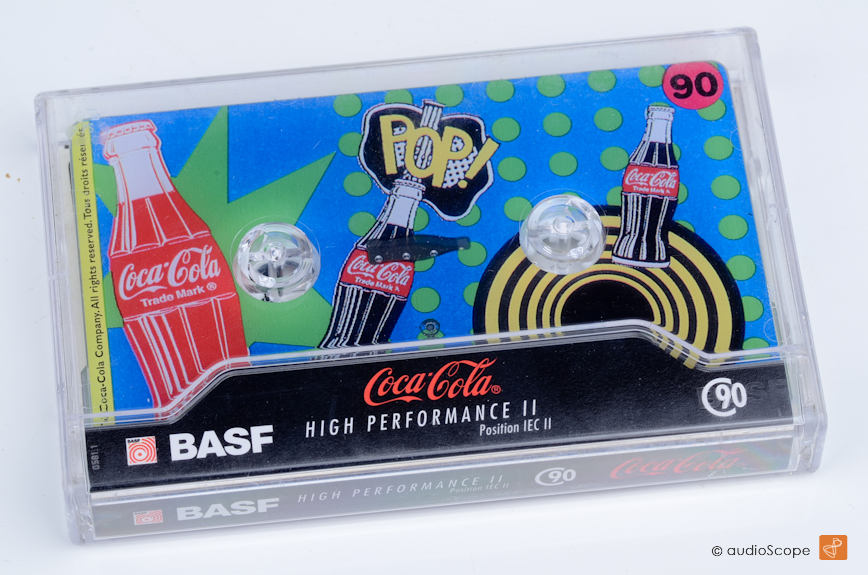 90
POP!
Coca-Cola
Trade Mark ®
Coca-Cola
Trade Mark
Coca-Cola
Trade Mark ®
Coca-Cola Company. All rights reserved. Tous droits rés
Coca-Cola®
HIGH PERFORMANCE II
Position IEC II
C90
BASF
BASF
BASF
HIGH PERFORMANCE II
Position IEC II
C90
Coca-Cola
© audioScope